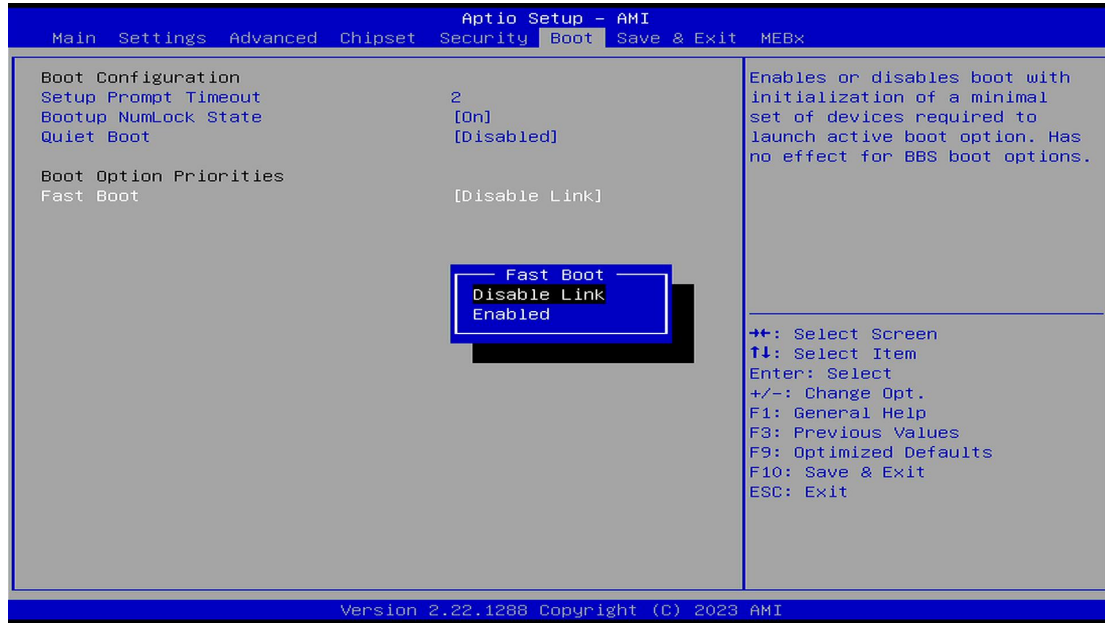 Aptio Setup – AMI
Main Settings Advanced Chipset Security Boot Save & Exit MEBx
Boot Configuration
Setup Prompt Timeout 2
Bootup NumLock State [On]
Quiet Boot [Disabled]
Boot Option Priorities
Fast Boot [Disable Link]
Fast Boot
Disable Link
Enabled
Enables or disables boot with
initialization of a minimal
set of devices required to
launch active boot option. Has
no effect for BBS boot options.
→←: Select Screen
↑↓: Select Item
Enter: Select
+/-: Change Opt.
F1: General Help
F3: Previous Values
F9: Optimized Defaults
F10: Save & Exit
ESC: Exit
Version 2.22.1288 Copyright (C) 2023 AMI